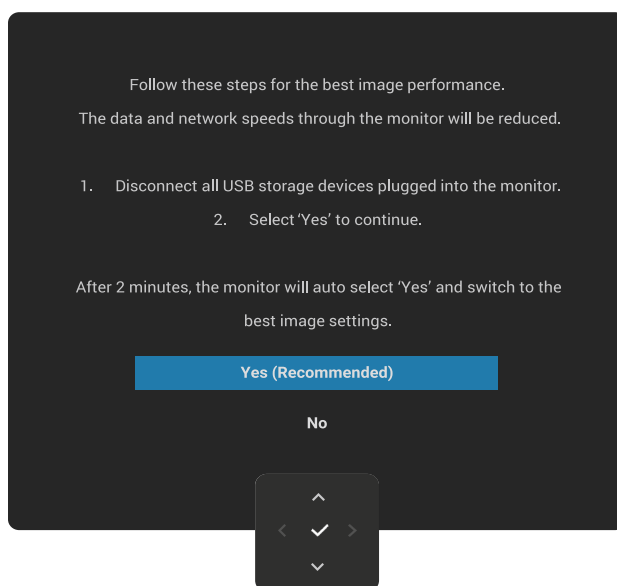 Follow these steps for the best image performance.
The data and network speeds through the monitor will be reduced.
1. Disconnect all USB storage devices plugged into the monitor.
2. Select ‘Yes’ to continue.
After 2 minutes, the monitor will auto select ‘Yes’ and switch to the
best image settings.
Yes (Recommended)
No